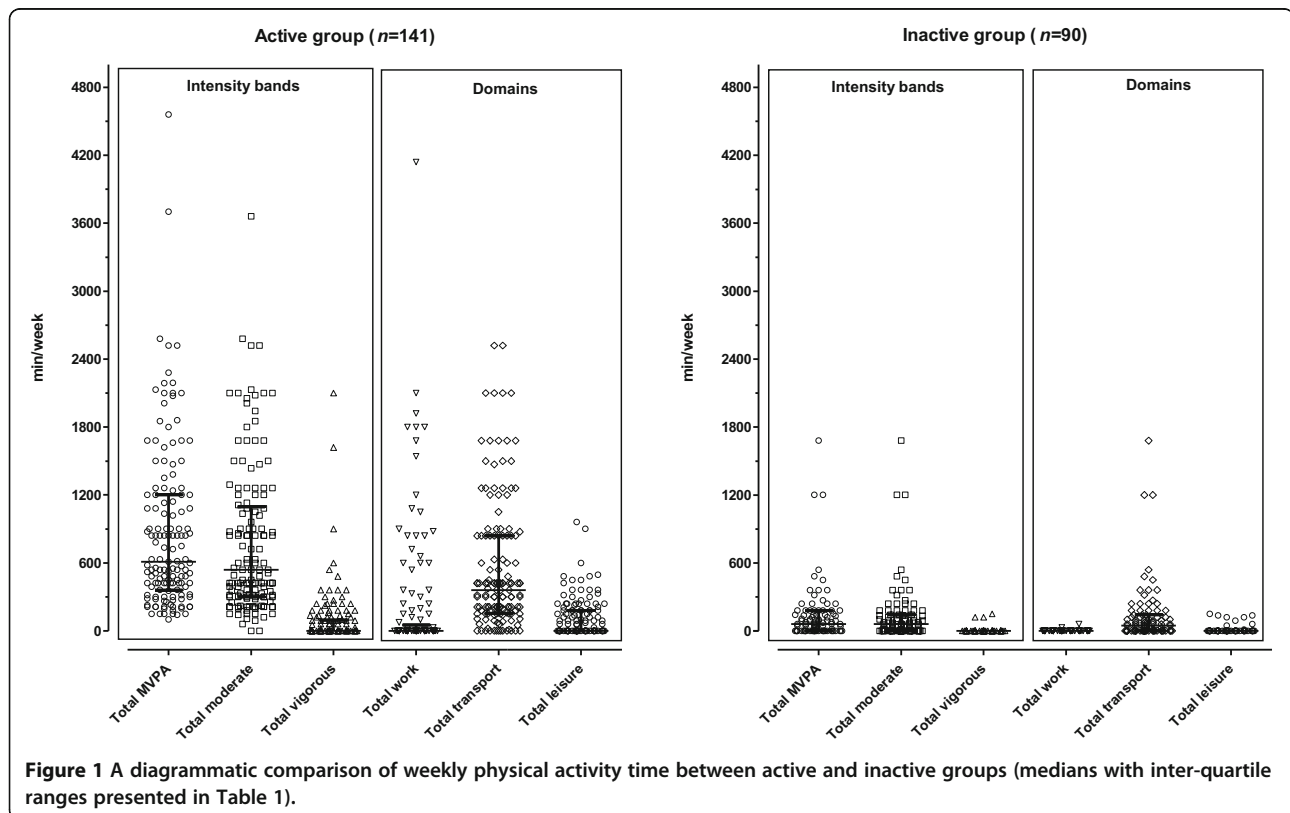 Active group (n=141)
Inactive group (n=90)
Intensity bands
Domains
Intensity bands
Domains
min/week
4800
4200
3600
3000
2400
1800
1200
600
0
Total MVPA
Total moderate
Total vigorous
Total work
Total transport
Total leisure
min/week
4800
4200
3600
3000
2400
1800
1200
600
0
Total MVPA
Total moderate
Total vigorous
Total work
Total transport
Total leisure
Figure 1 A diagrammatic comparison of weekly physical activity time between active and inactive groups (medians with inter-quartile
ranges presented in Table 1).